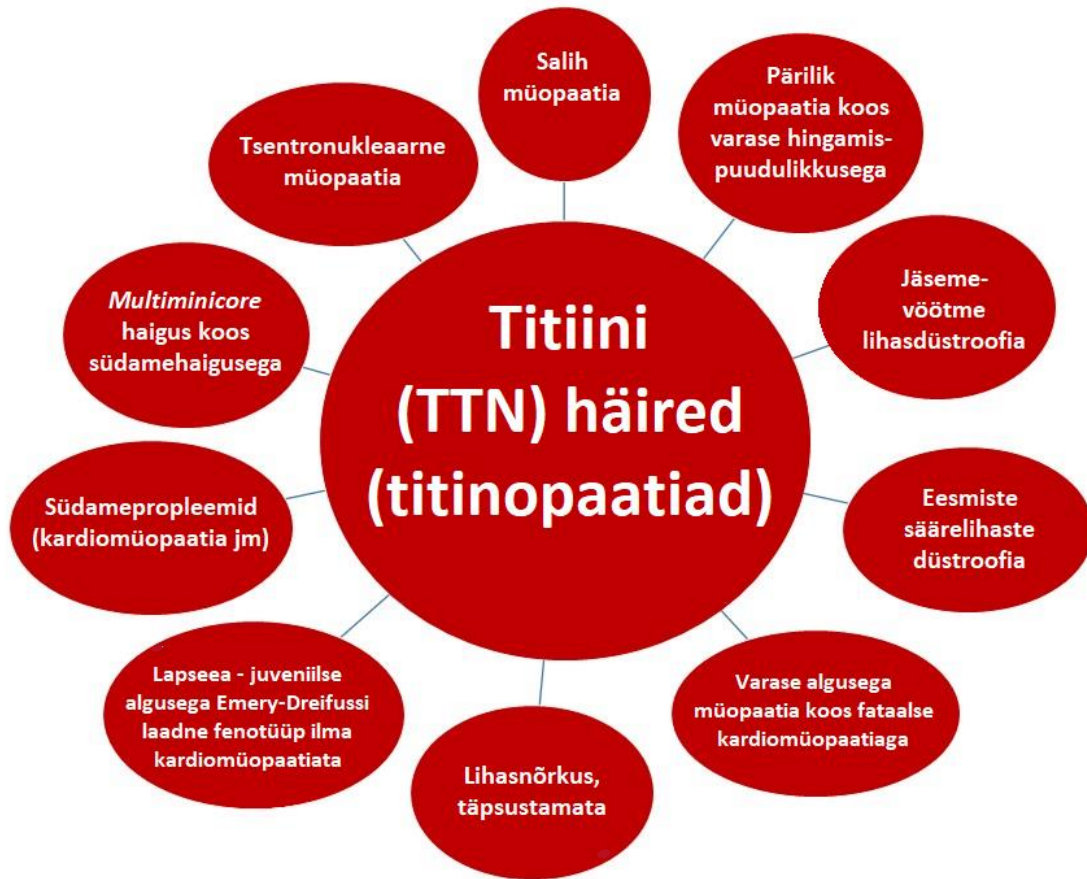 Titiini
(TTN) häired
(titinopaatiad)
Salih
müopaatia
Pärilik
müopaatia koos
varase hingamis-
puudulikkusega
Jäseme-
vöötme
lihasdüstroofia
Eesmiste
säärelihaste
düstroofia
Varase algusega
müopaatia koos fataalse
kardiomüopaatiaga
Lihasnõrkus,
täpsustamata
Lapseea - juveniilse
algusega Emery-Dreifussi
laadne fenotüüp ilma
kardiomüopaatiata
Südamepropleemid
(kardiomüopaatia jm)
Multiminicore
haigus koos
südamehaigusega
Tsentronukleaarne
müopaatia